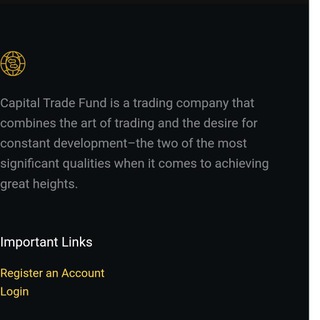 Capital Trade Fund is a trading company that
combines the art of trading and the desire for
constant development–the two of the most
significant qualities when it comes to achieving
great heights.
Important Links
Register an Account
Login